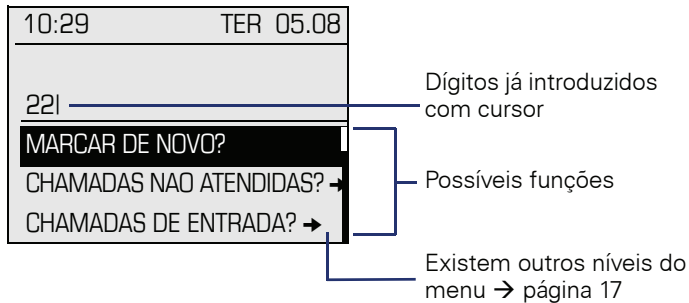 10:29 TER 05.08
22|
MARCAR DE NOVO?
CHAMADAS NAO ATENDIDAS? →
CHAMADAS DE ENTRADA? →
Dígitos já introduzidos
com cursor
Possíveis funções
Existem outros níveis do
menu → página 17